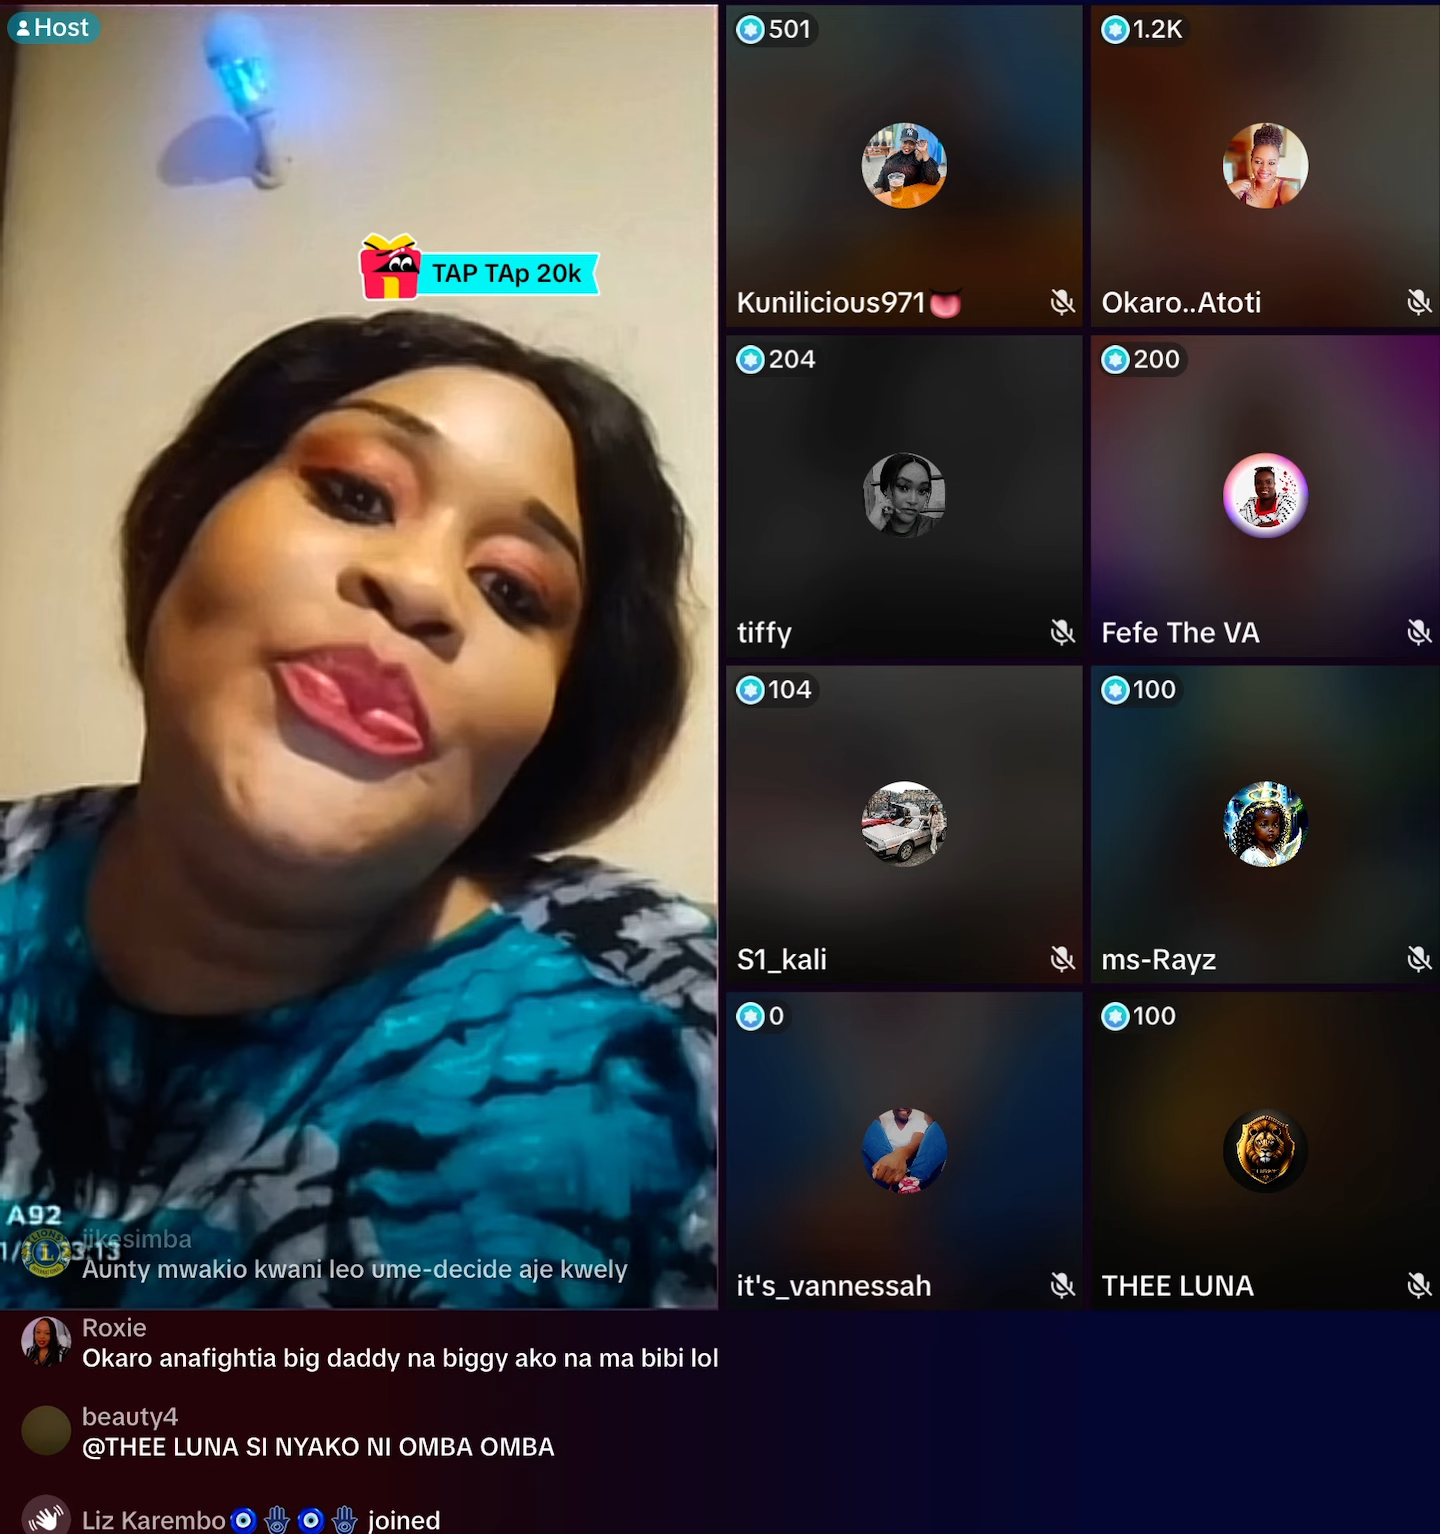 Host
TAP TAp 20k
501
Kunilicious971👅
1.2K
Okaro..Atoti
204
tiffy
200
Fefe The VA
104
S1_kali
100
ms-Rayz
0
it's_vannessah
100
THEE LUNA
A92
jikesimba
Aunty mwakio kwani leo ume-decide aje kwely
Roxie
Okaro anafightia big daddy na biggy ako na ma bibi lol
beauty4
@THEE LUNA SI NYAKO NI OMBA OMBA
Liz Karembo🧿🪬🧿🪬 joined